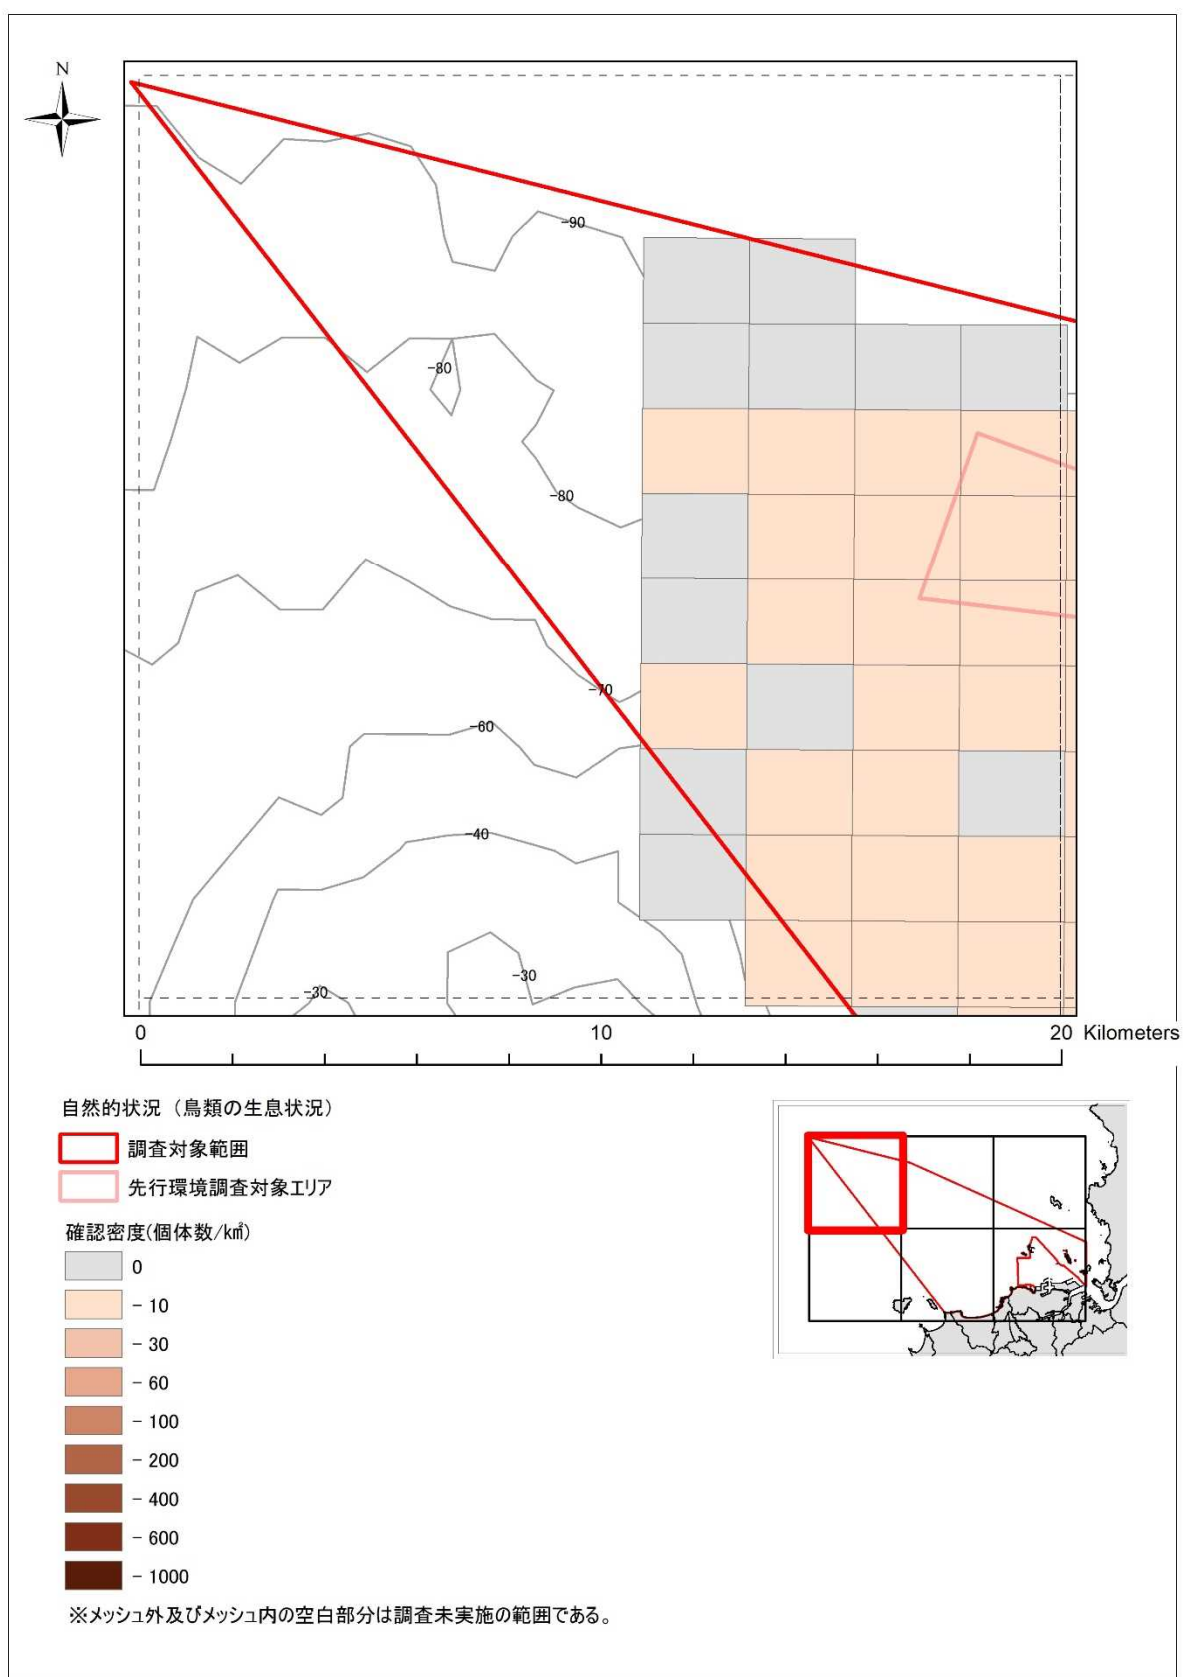 N
-90
-80
-80
-70
-60
-40
-30
-30
0 10 20 Kilometers
自然的状況（鳥類の生息状況）
調査対象範囲
先行環境調査対象エリア
確認密度(個体数/k㎡)
0
- 10
- 30
- 60
- 100
- 200
- 400
- 600
- 1000
※メッシュ外及びメッシュ内の空白部分は調査未実施の範囲である。